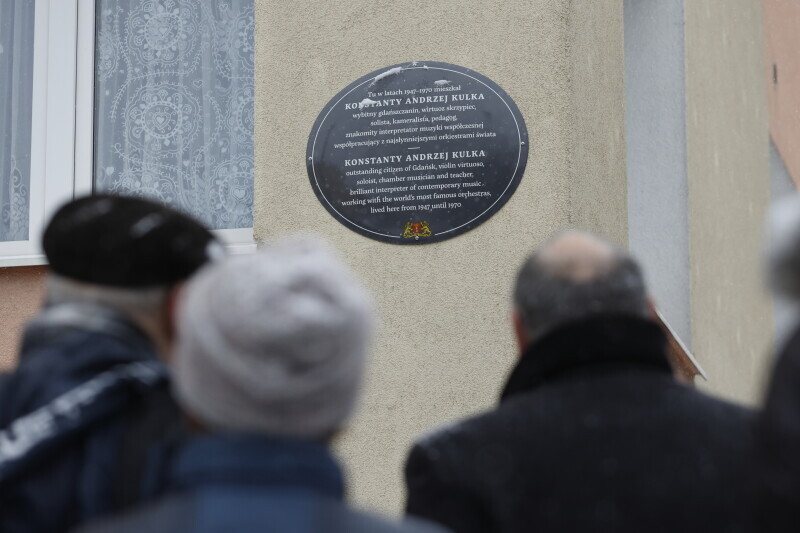 Tu w latach 1947-1970 mieszkał
KONSTANTY ANDRZEJ KULKA
wybitny gdańszczanin, wirtuoz skrzypiec,
solista, kameralista, pedagog,
znakomity interpretator muzyki współczesnej
współpracujący z najsłynniejszymi orkiestrami świata
KONSTANTY ANDRZEJ KULKA
outstanding citizen of Gdańsk, violin virtuoso,
soloist, chamber musician and teacher,
brilliant interpreter of contemporary music,
working with the world's most famous orchestras,
lived here from 1947 until 1970